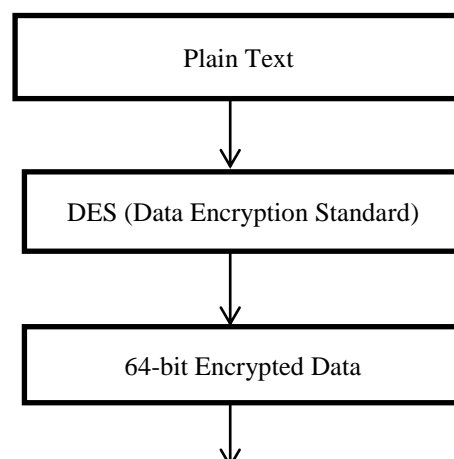 Plain Text
DES (Data Encryption Standard)
64-bit Encrypted Data